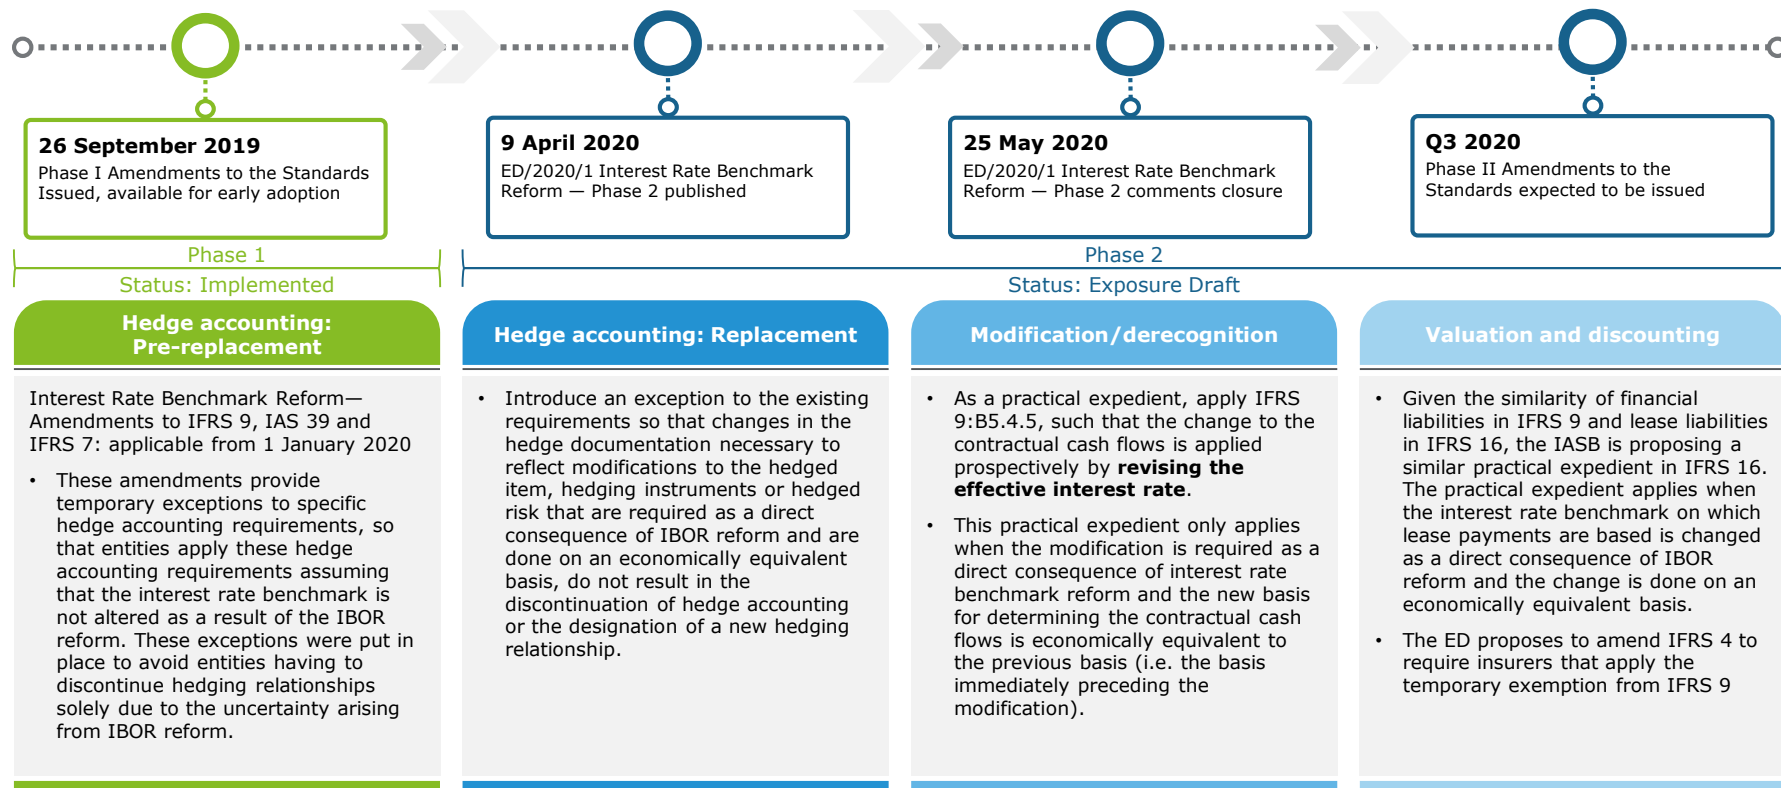 26 September 2019
Phase I Amendments to the Standards
Issued, available for early adoption
9 April 2020
ED/2020/1 Interest Rate Benchmark
Reform — Phase 2 published
25 May 2020
ED/2020/1 Interest Rate Benchmark
Reform — Phase 2 comments closure
Q3 2020
Phase II Amendments to the
Standards expected to be issued
Phase 1
Status: Implemented
Phase 2
Status: Exposure Draft
Hedge accounting:
Pre-replacement
Interest Rate Benchmark Reform—
Amendments to IFRS 9, IAS 39 and
IFRS 7: applicable from 1 January 2020
• These amendments provide
temporary exceptions to specific
hedge accounting requirements, so
that entities apply these hedge
accounting requirements assuming
that the interest rate benchmark is
not altered as a result of the IBOR
reform. These exceptions were put in
place to avoid entities having to
discontinue hedging relationships
solely due to the uncertainty arising
from IBOR reform.
Hedge accounting: Replacement
• Introduce an exception to the existing
requirements so that changes in the
hedge documentation necessary to
reflect modifications to the hedged
item, hedging instruments or hedged
risk that are required as a direct
consequence of IBOR reform and are
done on an economically equivalent
basis, do not result in the
discontinuation of hedge accounting
or the designation of a new hedging
relationship.
Modification/derecognition
• As a practical expedient, apply IFRS
9:B5.4.5, such that the change to the
contractual cash flows is applied
prospectively by revising the
effective interest rate.
• This practical expedient only applies
when the modification is required as a
direct consequence of interest rate
benchmark reform and the new basis
for determining the contractual cash
flows is economically equivalent to
the previous basis (i.e. the basis
immediately preceding the
modification).
Valuation and discounting
• Given the similarity of financial
liabilities in IFRS 9 and lease liabilities
in IFRS 16, the IASB is proposing a
similar practical expedient in IFRS 16.
The practical expedient applies when
the interest rate benchmark on which
lease payments are based is changed
as a direct consequence of IBOR
reform and the change is done on an
economically equivalent basis.
• The ED proposes to amend IFRS 4 to
require insurers that apply the
temporary exemption from IFRS 9